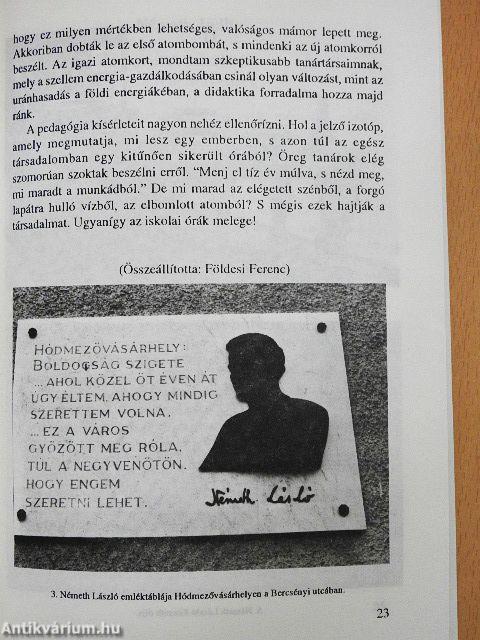 hogy ez milyen mértékben lehetséges, valóságos mámor lepett meg.
Akkoriban dobták le az első atombombát, s mindenki az új atomkorról
beszélt. Az igazi atomkort, mondtam szkeptikusabb tanártársaimnak,
mely a szellem energia-gazdálkodásában csinál olyan változást, mint az
uránhasadás a földi energiákéban, a didaktika forradalma hozza majd
ránk.
A pedagógia kísérleteit nagyon nehéz ellenőrízni. Hol a jelző izotóp,
amely megmutatja, mi lesz egy emberben, s azon túl az egész
társadalomban egy kitűnően sikerült órából? Öreg tanárok elég
szomorúan szoktak beszélni erről. “Menj el tíz év múlva, s nézd meg,
mi maradt a munkádból.” De mi marad az elégetett szénből, a forgó
lapátra hulló vízből, az elbomlott atomból? S mégis ezek hajtják a
társadalmat. Ugyanígy az iskolai órák melege!
(Összeállította: Földesi Ferenc)
HÓDMEZŐVÁSÁRHELY:
BOLDOGSÁG SZIGETE
...AHOL KÖZEL ÖT ÉVEN ÁT
ÚGY ÉLTEM, AHOGY MINDIG
SZERETTEM VOLNA.
...EZ A VÁROS
GYŐZÖTT MEG RÓLA,
TÚL A NEGYVENÖTÖN,
HOGY ENGEM
SZERETNI LEHET.
Németh László
3. Németh László emléktáblája Hódmezővásárhelyen a Bercsényi utcában.
23
Antikvárium.hu